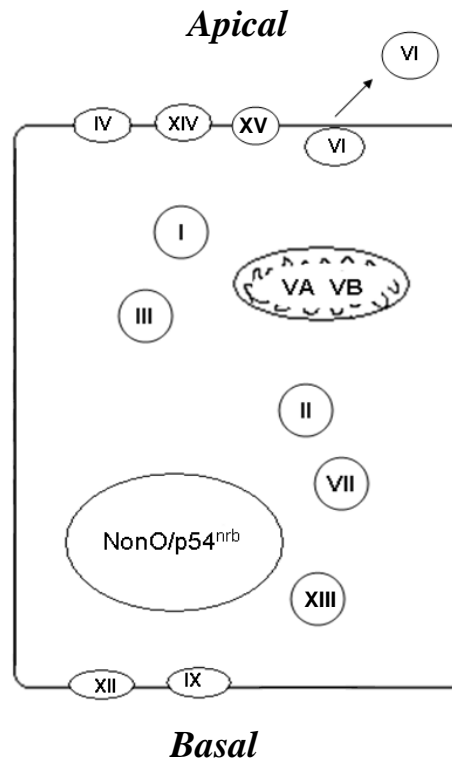 Apical
VI
IV XIV XV VI
I
VA VB
III
II
VII
NonO/p54ⁿʳᵇ
XIII
XII IX
Basal